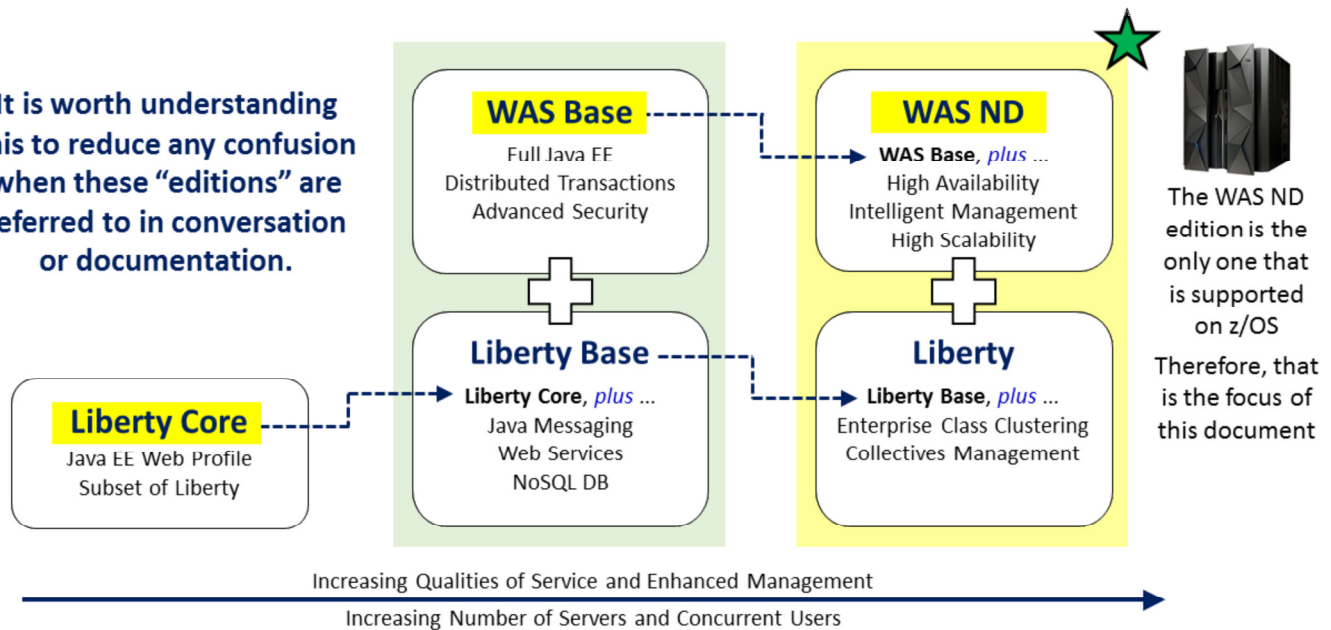 It is worth understanding
this to reduce any confusion
when these “editions” are
referred to in conversation
or documentation.
Liberty Core
Java EE Web Profile
Subset of Liberty
WAS Base
Full Java EE
Distributed Transactions
Advanced Security
Liberty Base
Liberty Core, plus ...
Java Messaging
Web Services
NoSQL DB
WAS ND
WAS Base, plus ...
High Availability
Intelligent Management
High Scalability
Liberty
Liberty Base, plus ...
Enterprise Class Clustering
Collectives Management
The WAS ND
edition is the
only one that
is supported
on z/OS
Therefore, that
is the focus of
this document
Increasing Qualities of Service and Enhanced Management
Increasing Number of Servers and Concurrent Users